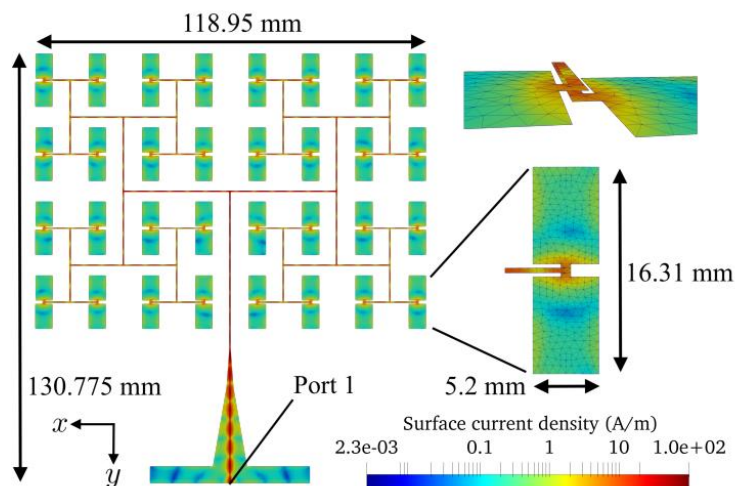 118.95 mm
16.31 mm
5.2 mm
130.775 mm
Port 1
x
y
Surface current density (A/m)
2.3e-03 0.1 1 10 1.0e+02